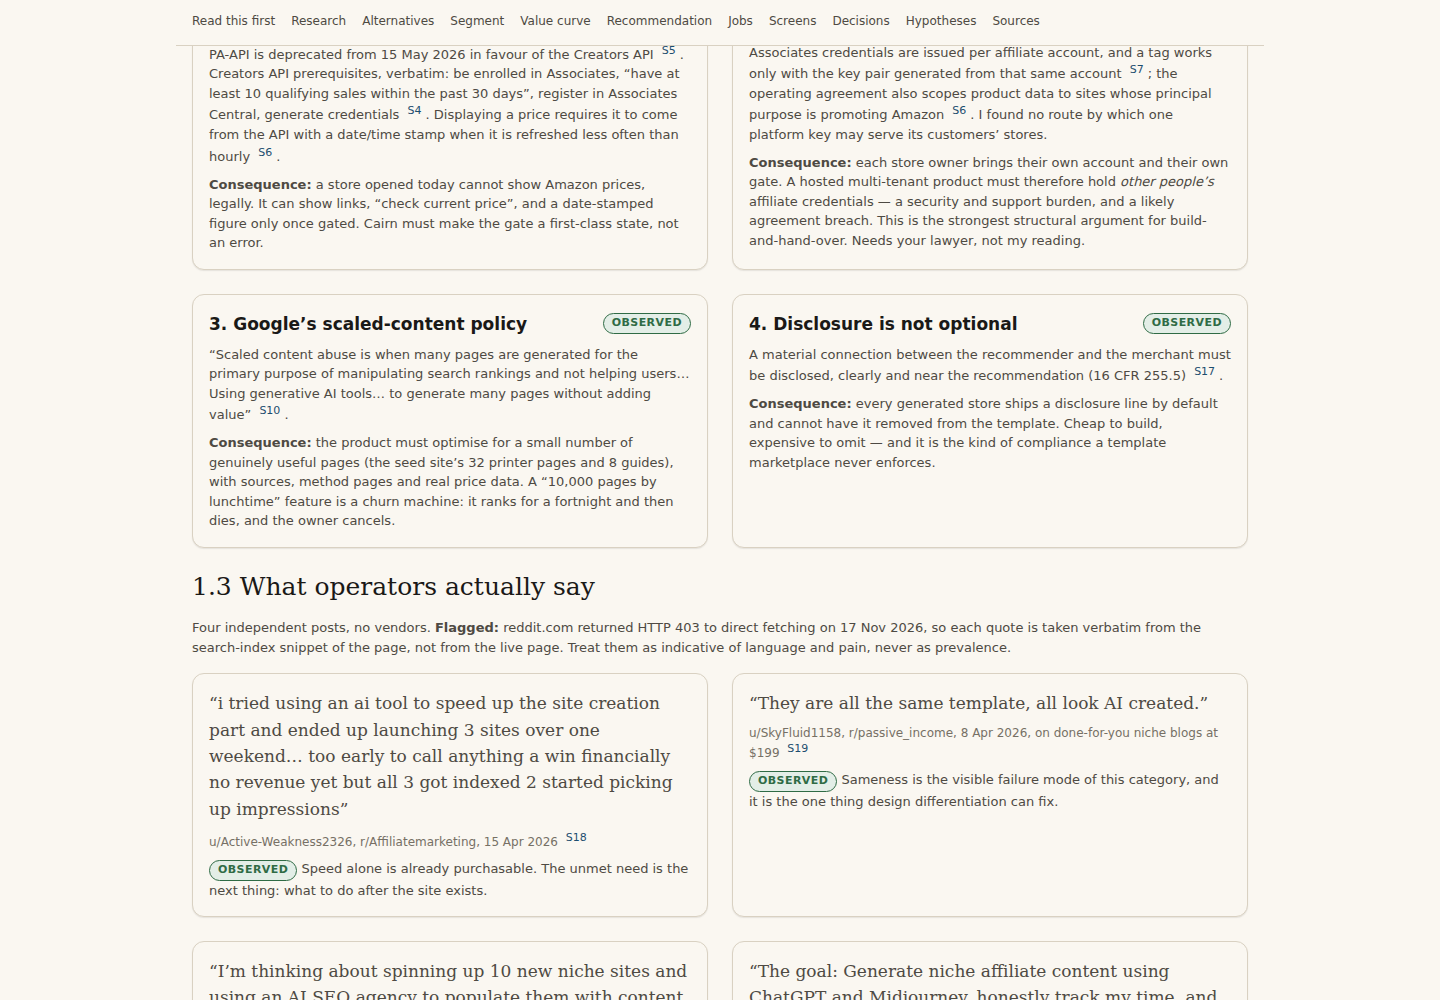 Read this first Research Alternatives Segment Value curve Recommendation Jobs Screens Decisions Hypotheses Sources
PA-API is deprecated from 15 May 2026 in favour of the Creators API S5 .
Creators API prerequisites, verbatim: be enrolled in Associates, “have at
least 10 qualifying sales within the past 30 days”, register in Associates
Central, generate credentials S4 . Displaying a price requires it to come
from the API with a date/time stamp when it is refreshed less often than
hourly S6 .
Consequence: a store opened today cannot show Amazon prices,
legally. It can show links, “check current price”, and a date-stamped
figure only once gated. Cairn must make the gate a first-class state, not
an error.
Associates credentials are issued per affiliate account, and a tag works
only with the key pair generated from that same account S7 ; the
operating agreement also scopes product data to sites whose principal
purpose is promoting Amazon S6 . I found no route by which one
platform key may serve its customers’ stores.
Consequence: each store owner brings their own account and their own
gate. A hosted multi-tenant product must therefore hold other people’s
affiliate credentials — a security and support burden, and a likely
agreement breach. This is the strongest structural argument for build-
and-hand-over. Needs your lawyer, not my reading.
3. Google’s scaled-content policy OBSERVED
“Scaled content abuse is when many pages are generated for the
primary purpose of manipulating search rankings and not helping users…
Using generative AI tools… to generate many pages without adding
value” S10 .
Consequence: the product must optimise for a small number of
genuinely useful pages (the seed site’s 32 printer pages and 8 guides),
with sources, method pages and real price data. A “10,000 pages by
lunchtime” feature is a churn machine: it ranks for a fortnight and then
dies, and the owner cancels.
4. Disclosure is not optional OBSERVED
A material connection between the recommender and the merchant must
be disclosed, clearly and near the recommendation (16 CFR 255.5) S17 .
Consequence: every generated store ships a disclosure line by default
and cannot have it removed from the template. Cheap to build,
expensive to omit — and it is the kind of compliance a template
marketplace never enforces.
1.3 What operators actually say
Four independent posts, no vendors. Flagged: reddit.com returned HTTP 403 to direct fetching on 17 Nov 2026, so each quote is taken verbatim from the
search-index snippet of the page, not from the live page. Treat them as indicative of language and pain, never as prevalence.
“i tried using an ai tool to speed up the site creation
part and ended up launching 3 sites over one
weekend… too early to call anything a win financially
no revenue yet but all 3 got indexed 2 started picking
up impressions”
u/Active-Weakness2326, r/Affiliatemarketing, 15 Apr 2026 S18
OBSERVED Speed alone is already purchasable. The unmet need is the
next thing: what to do after the site exists.
“They are all the same template, all look AI created.”
u/SkyFluid1158, r/passive_income, 8 Apr 2026, on done-for-you niche blogs at
$199 S19
OBSERVED Sameness is the visible failure mode of this category, and
it is the one thing design differentiation can fix.
“I’m thinking about spinning up 10 new niche sites and
using an AI SEO agency to populate them with content
“The goal: Generate niche affiliate content using
ChatGPT and Midjourney, honestly track my time, and